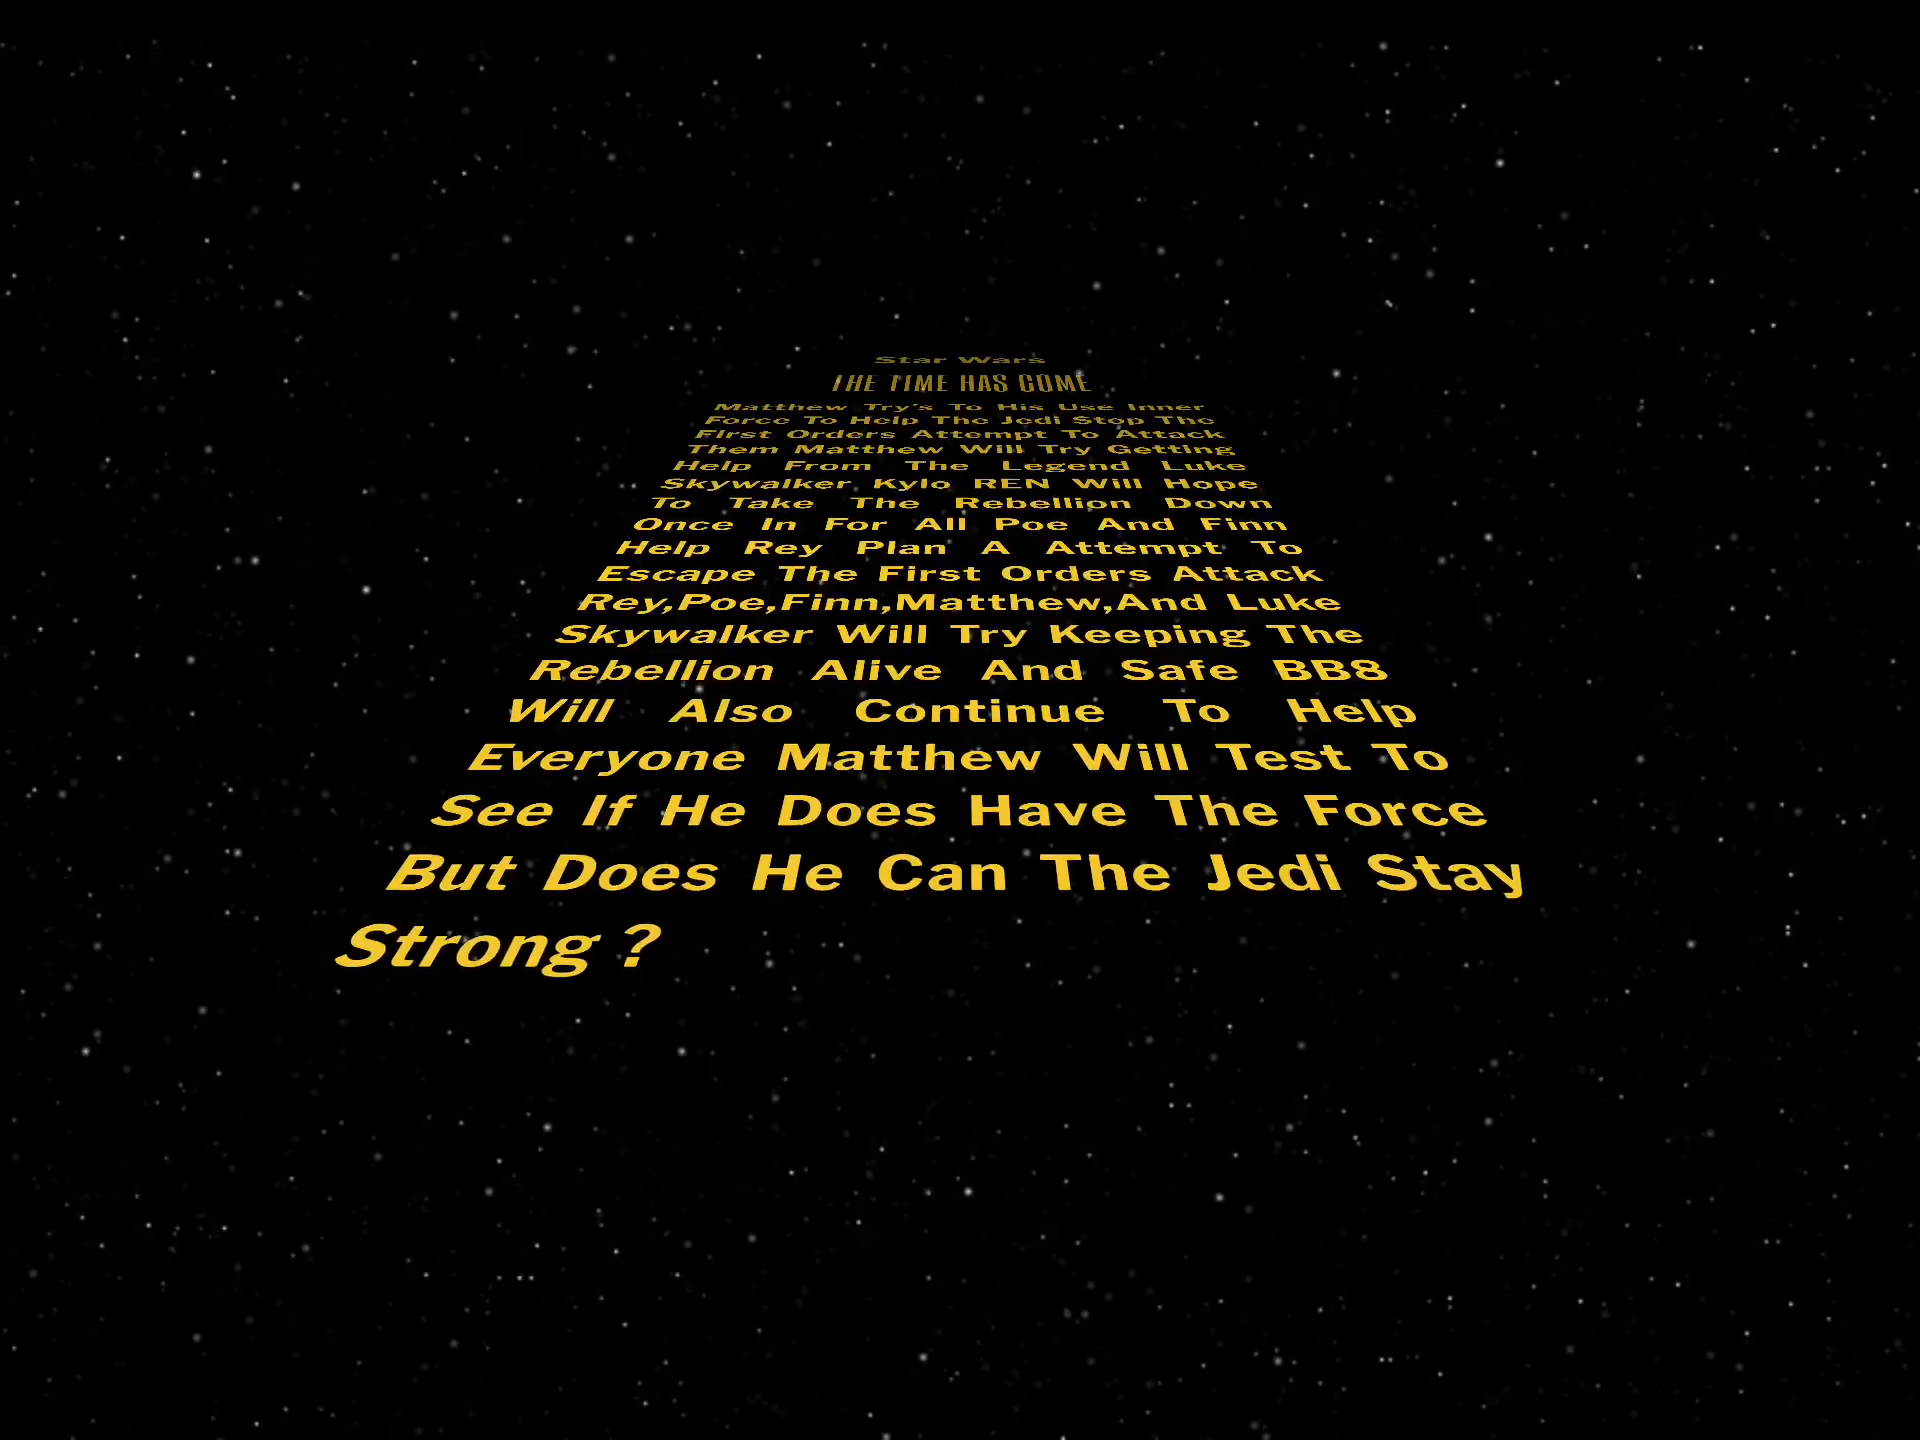 Star Wars
THE TIME HAS COME
Matthew Try's To His Use Inner
Force To Help The Jedi Stop The
First Orders Attempt To Attack
Them Matthew Will Try Getting
Help From The Legend Luke
Skywalker Kylo REN Will Hope
To Take The Rebellion Down
Once In For All Poe And Finn
Help Rey Plan A Attempt To
Escape The First Orders Attack
Rey,Poe,Finn,Matthew,And Luke
Skywalker Will Try Keeping The
Rebellion Alive And Safe BB8
Will Also Continue To Help
Everyone Matthew Will Test To
See If He Does Have The Force
But Does He Can The Jedi Stay
Strong ?